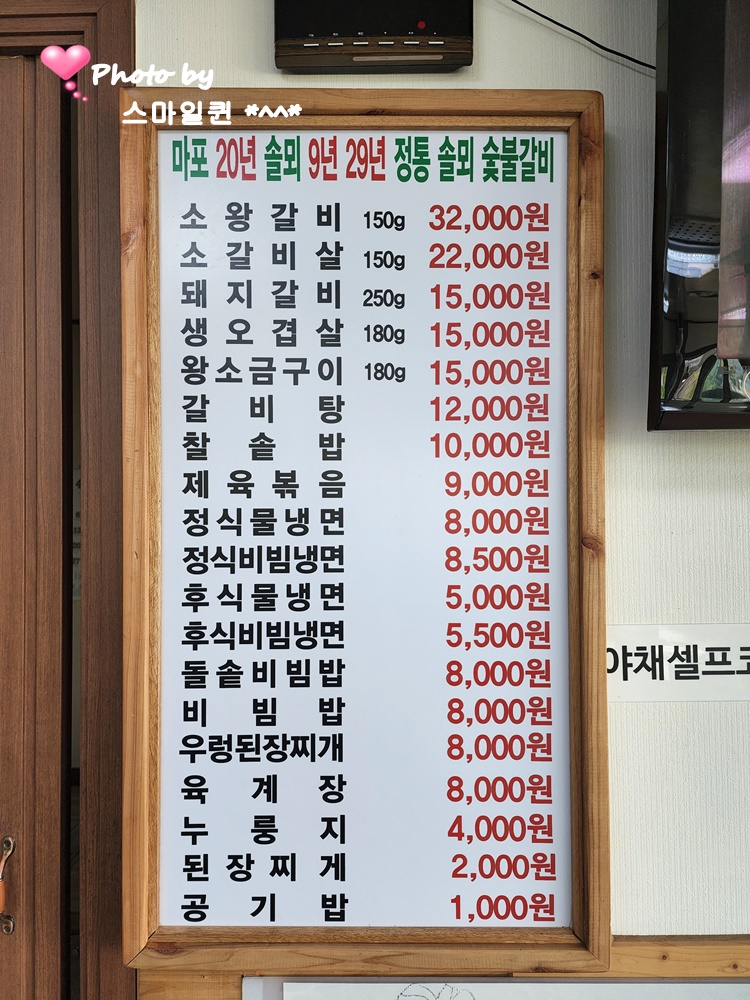 Photo by
스마일퀸 *^^*
마포 20년 솔뫼 9년 29년 정통 솔뫼 숯불갈비
소왕갈비 150g 32,000원
소갈비살 150g 22,000원
돼지갈비 250g 15,000원
생오겹살 180g 15,000원
왕소금구이 180g 15,000원
갈비탕 12,000원
찰솥밥 10,000원
제육볶음 9,000원
정식물냉면 8,000원
정식비빔냉면 8,500원
후식물냉면 5,000원
후식비빔냉면 5,500원
돌솥비빔밥 8,000원
비빔밥 8,000원
우렁된장찌개 8,000원
육계장 8,000원
누룽지 4,000원
된장찌게 2,000원
공기밥 1,000원
야채셀프코